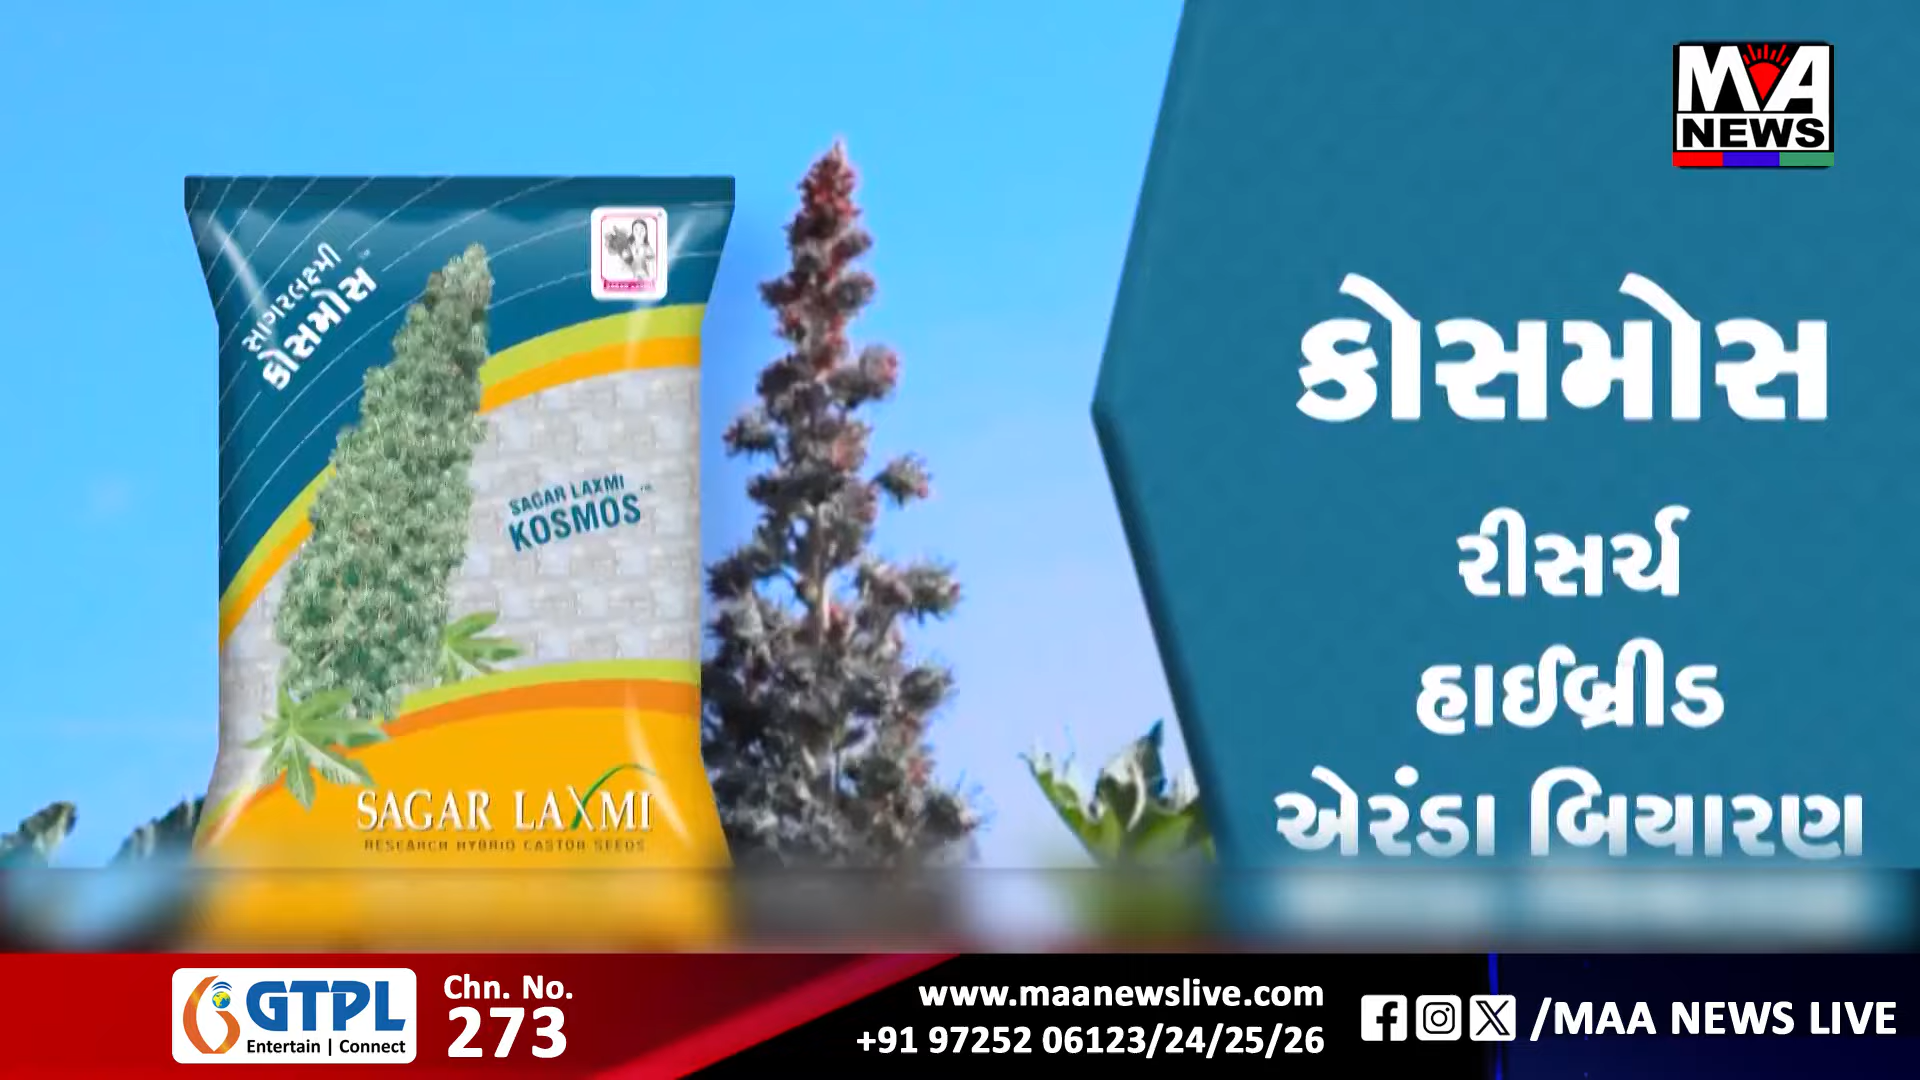 MAA
NEWS
સાગરલક્ષ્મી
કોસમોસ
SAGAR LAXMI
KOSMOS
SAGAR LAXMI
RESEARCH HYBRID CASTOR SEEDS
કોસમોસ
રીસર્ચ
હાઈબ્રીડ
એરંડા બિયારણ
GTPL
Entertain | Connect
Chn. No.
273
www.maanewslive.com
+91 97252 06123/24/25/26
/MAA NEWS LIVE